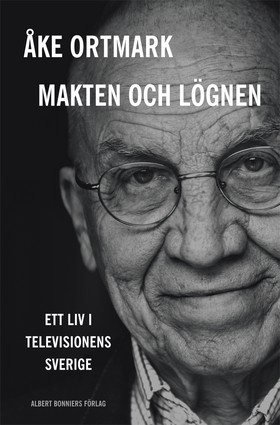 ÅKE ORTMARK
MAKTEN OCH LÖGNEN
ETT LIV I
TELEVISIONENS
SVERIGE
ALBERT BONNIERS FÖRLAG